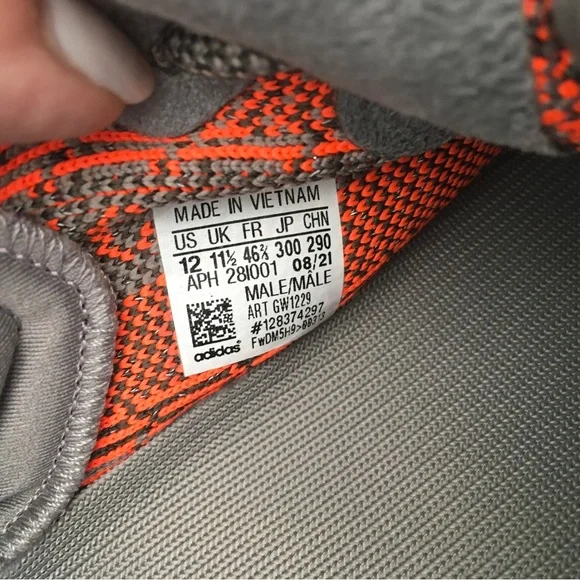 MADE IN VIETNAM
US UK FR JP CHN
12 11½ 46⅔ 300 290
APH 28I001 08/21
MALE/MÂLE
ART GW1229
#128374297
adidas